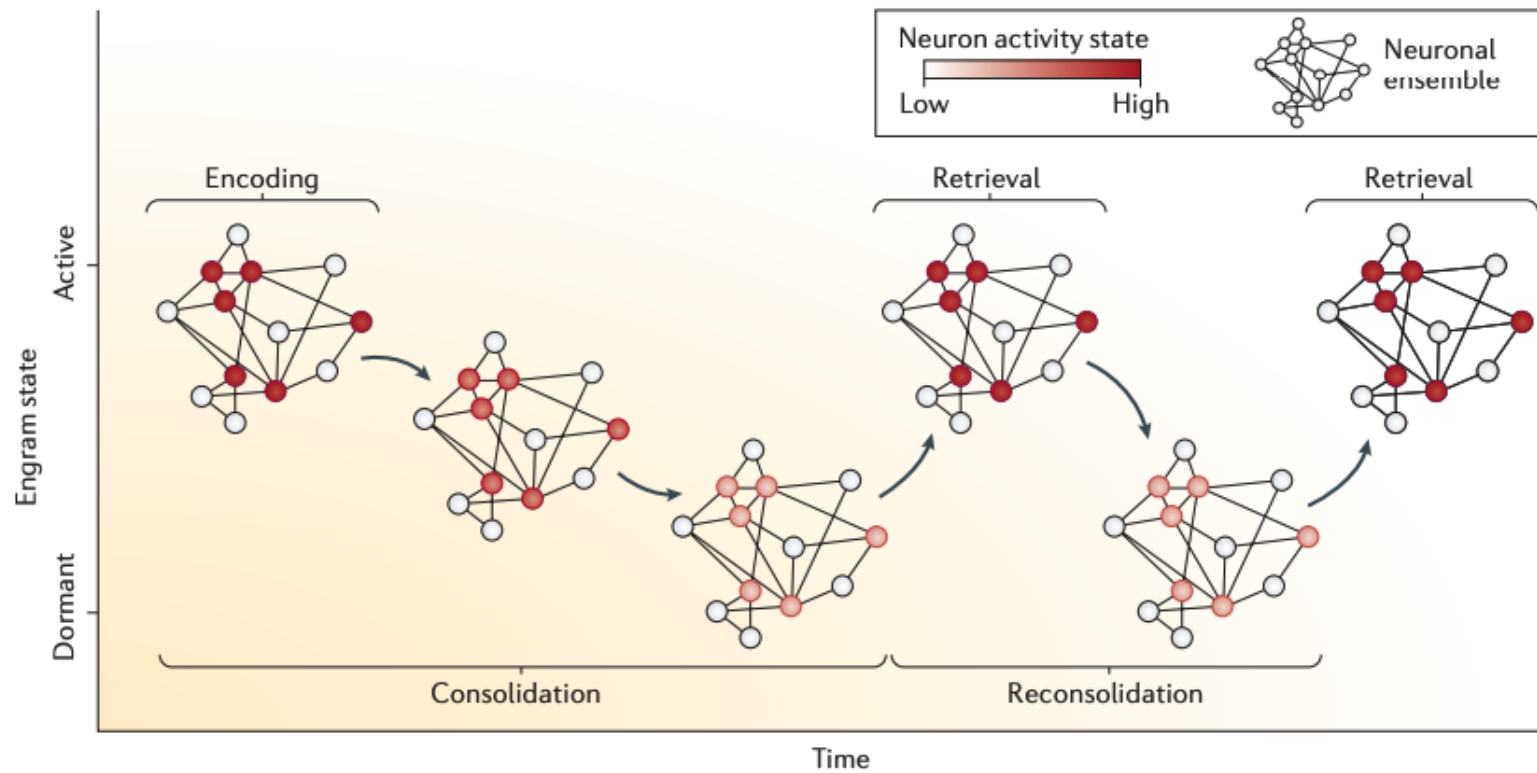 Neuron activity state
Low
High
Neuronal
ensemble
Encoding
Retrieval
Retrieval
Active
Engram state
Dormant
Consolidation
Reconsolidation
Time